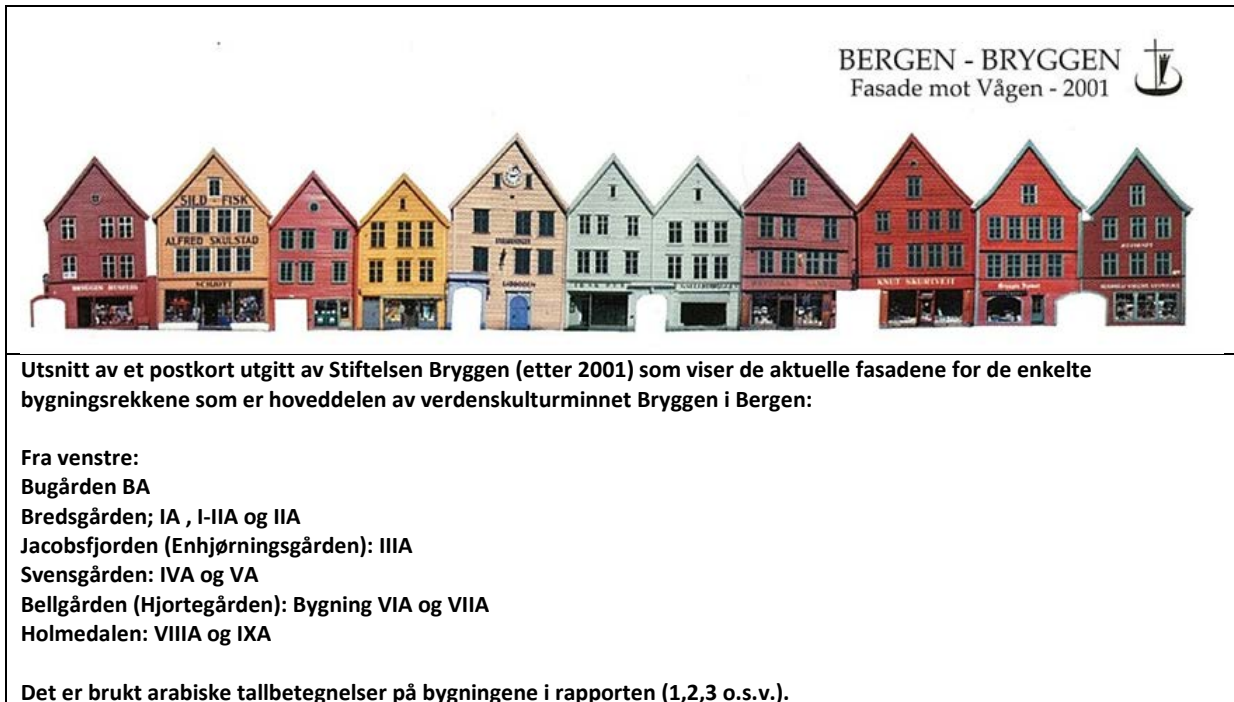 BERGEN - BRYGGEN
Fasade mot Vågen - 2001
SILD - FISK
ALFRED SKULSTAD
SCHJØTT
BRYGGEN HUSFLID
KNUT SKURTVEIT
Utsnitt av et postkort utgitt av Stiftelsen Bryggen (etter 2001) som viser de aktuelle fasadene for de enkelte
bygningsrekkene som er hoveddelen av verdenskulturminnet Bryggen i Bergen:
Fra venstre:
Bugården BA
Bredsgården; IA , I-IIA og IIA
Jacobsfjorden (Enhjørningsgården): IIIA
Svensgården: IVA og VA
Bellgården (Hjortegården): Bygning VIA og VIIA
Holmedalen: VIIIA og IXA
Det er brukt arabiske tallbetegnelser på bygningene i rapporten (1,2,3 o.s.v.).